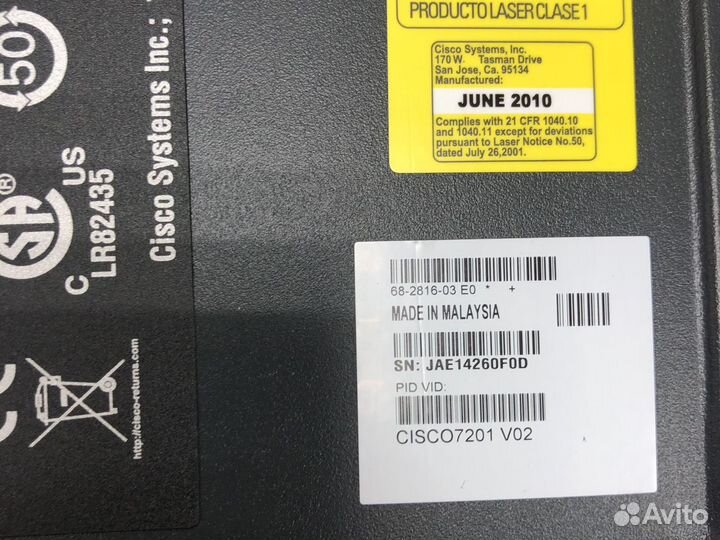 PRODUCTO LASER CLASE 1
Cisco Systems, Inc.
170 W. Tasman Drive
San Jose, Ca. 95134
Manufactured:
JUNE 2010
Complies with 21 CFR 1040.10
and 1040.11 except for deviations
pursuant to Laser Notice No.50,
dated July 26,2001.
68-2816-03 E0 * +
MADE IN MALAYSIA
SN: JAE14260F0D
PID VID:
CISCO7201 V02
50
SA ®
C US
LR82435
Cisco Systems Inc.;
CE
http://cisco-returns.com
Avito